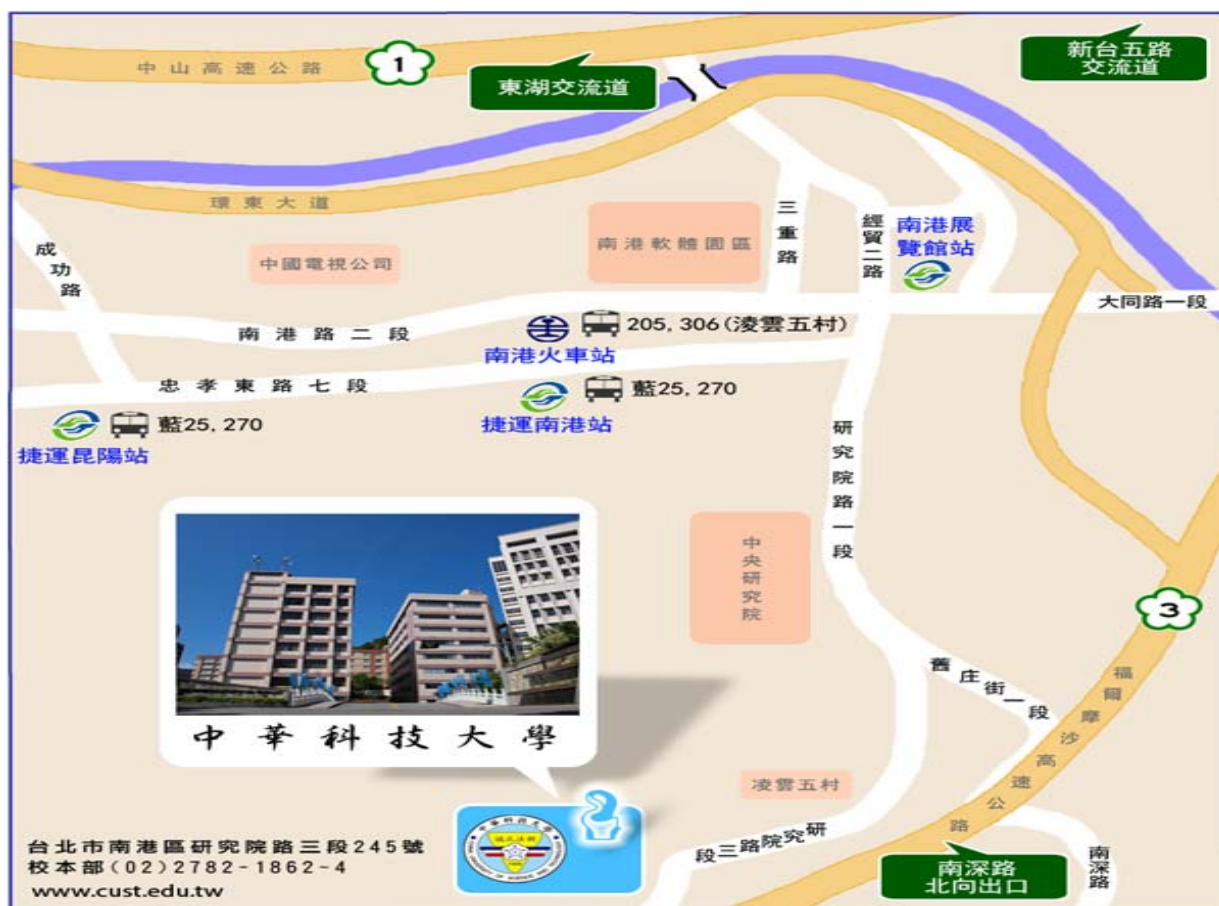 中山高速公路
1
東湖交流道
新台五路
交流道
環東大道
成功路
中國電視公司
南港軟體園區
三重路
經貿二路
南港展
覽館站
大同路一段
南港路二段
205, 306 (淩雲五村)
南港火車站
忠孝東路七段
藍25, 270
捷運南港站
藍25, 270
捷運昆陽站
研究院路一段
中央研究院
3
舊庄街一段
福爾摩沙高速公路
中華科技大學
凌雲五村
研究院路三段
南深路
北向出口
南深路
台北市南港區研究院路三段245號
校本部(02)2782-1862-4
www.cust.edu.tw
中華科技大學